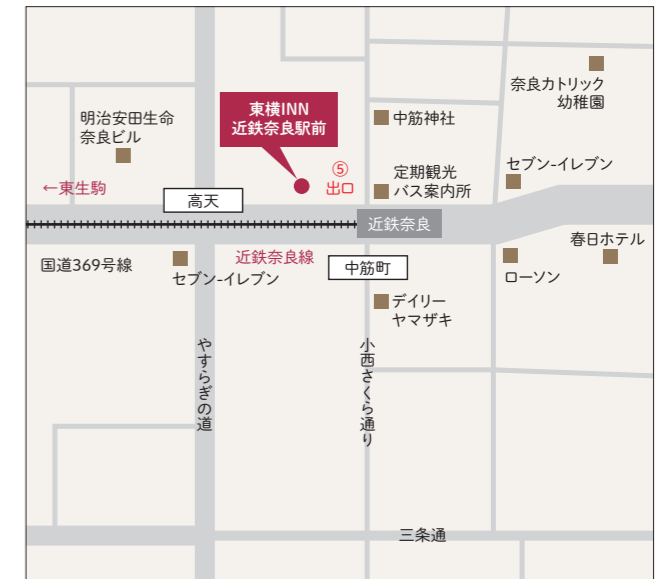 奈良カトリック
幼稚園
東横INN
近鉄奈良駅前
明治安田生命
奈良ビル
中筋神社
⑤
出口
定期観光
バス案内所
セブン-イレブン
←東生駒
高天
近鉄奈良
春日ホテル
国道369号線
近鉄奈良線
中筋町
セブン-イレブン
ローソン
デイリー
ヤマザキ
やすらぎの道
小西さくら通り
三条通